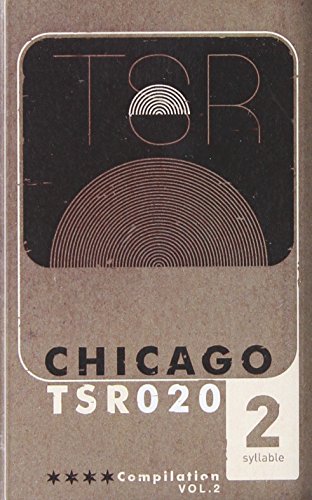 TSR
CHICAGO
TSR020
2
syllable
****Compilation
VOL.2